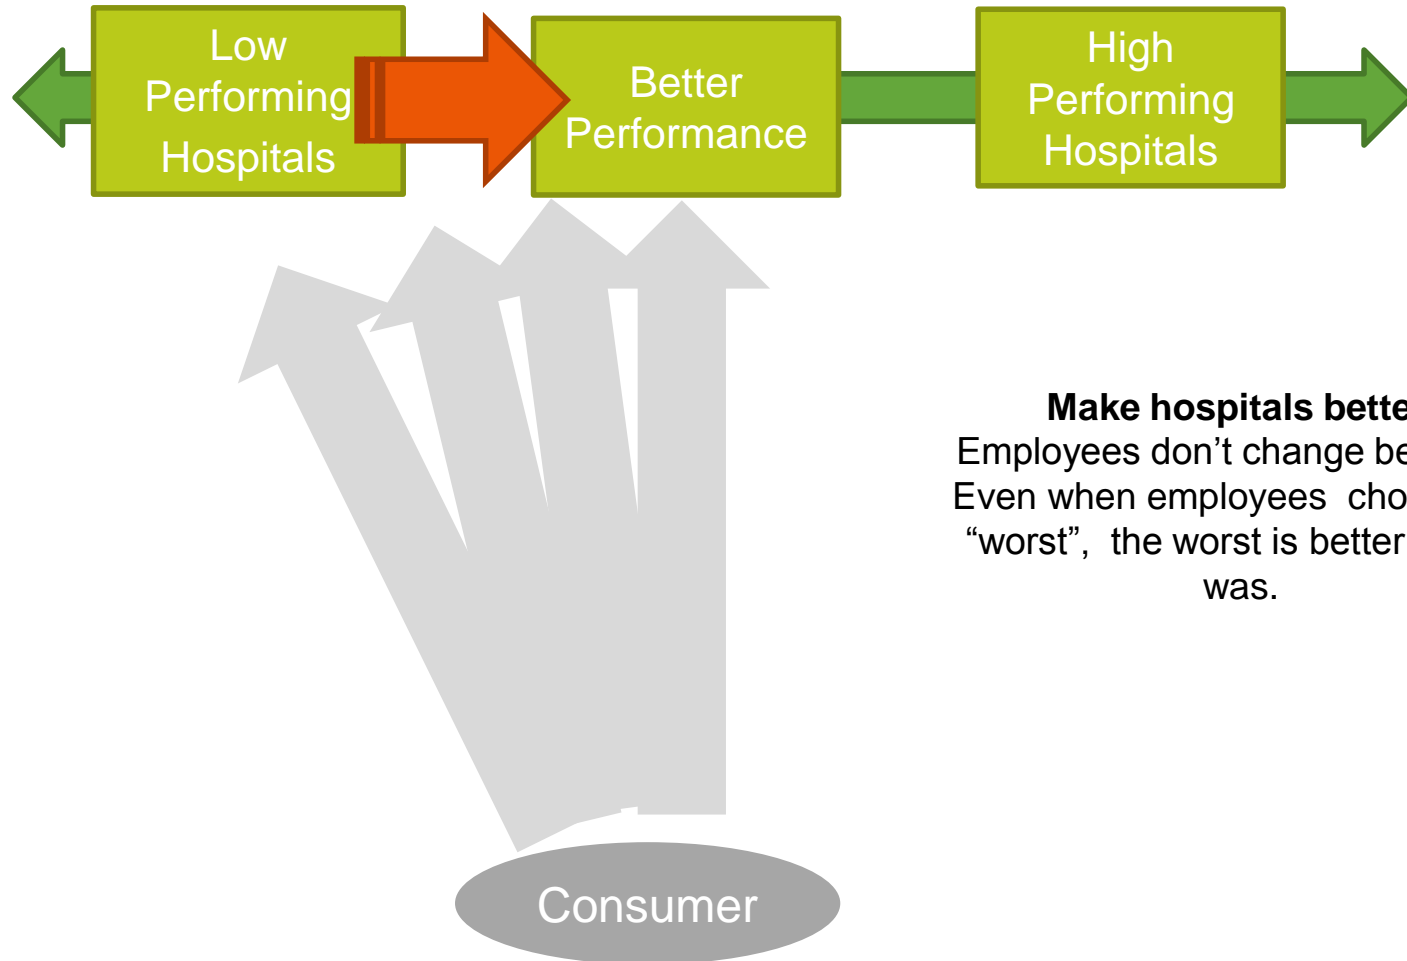 Low
Performing
Hospitals
Better
Performance
High
Performing
Hospitals
Make hospitals bette
Employees don’t change be
Even when employees  cho
“worst”,  the worst is better
was.
Consumer